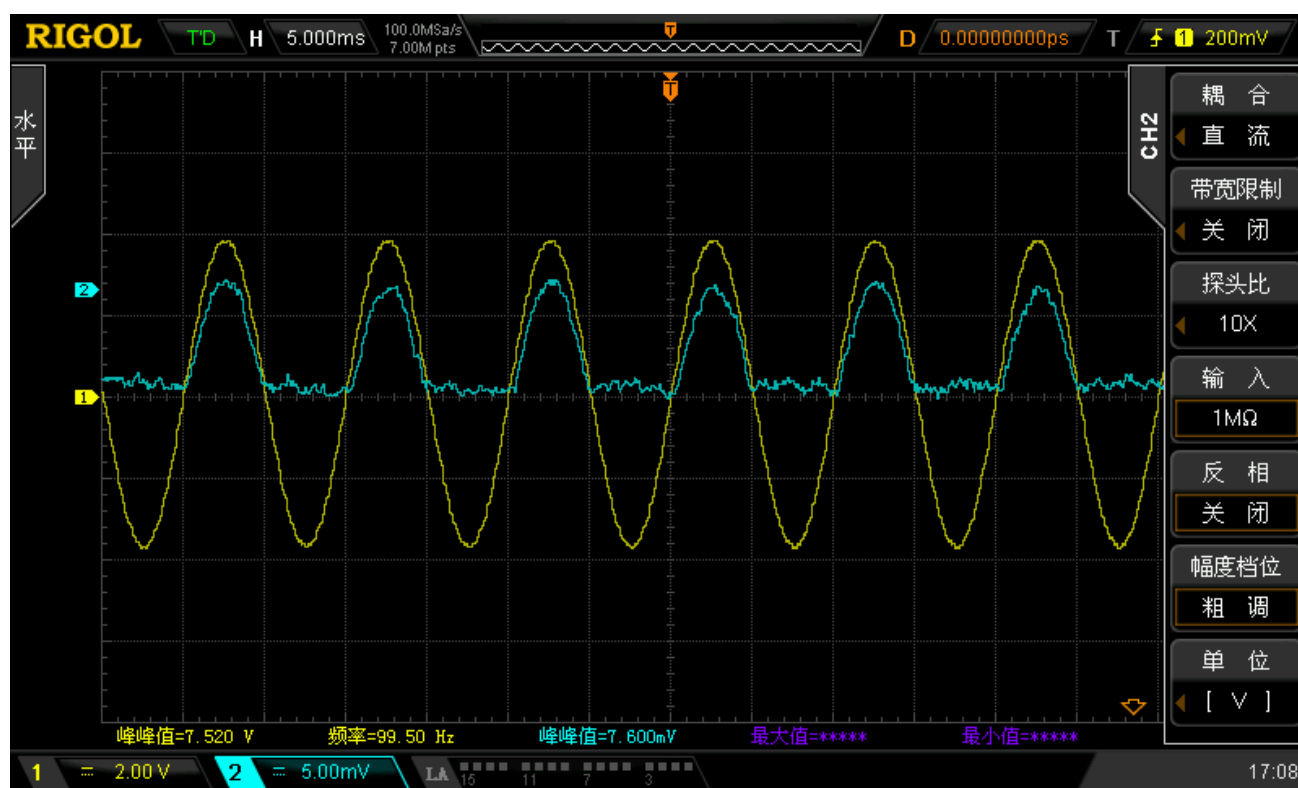 RIGOL T'D H 5.000ms 100.0MSa/s 7.00M pts T D 0.00000000ps T 1 200mV
水平
T
CH2
耦 合
直 流
带宽限制
关 闭
探头比
10X
输 入
1MΩ
反 相
关 闭
幅度档位
粗 调
单 位
[ V ]
2
1
峰峰值=7.520 V 频率=99.50 Hz 峰峰值=7.600mV 最大值=***** 最小值=*****
1 2.00 V 2 5.00mV LA 15 11 7 3 17:08